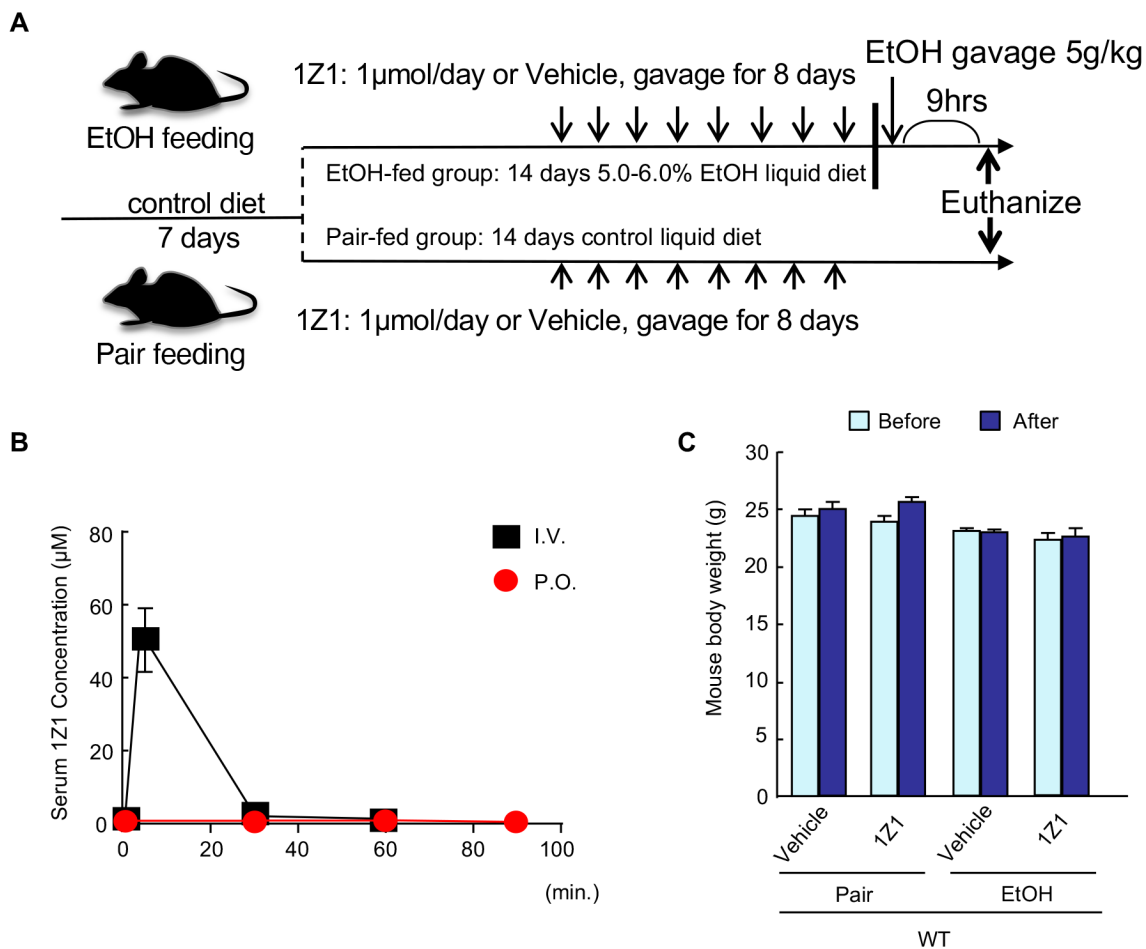 A
EtOH gavage 5g/kg
1Z1: 1µmol/day or Vehicle, gavage for 8 days
9hrs
EtOH feeding
EtOH-fed group: 14 days 5.0-6.0% EtOH liquid diet
control diet
7 days
Euthanize
Pair-fed group: 14 days control liquid diet
1Z1: 1µmol/day or Vehicle, gavage for 8 days
Pair feeding
B
Serum 1Z1 Concentration (µM)
80
60
40
20
0
I.V.
P.O.
0 20 40 60 80 100
(min.)
C
Before After
Mouse body weight (g)
30
25
20
15
10
5
0
Vehicle 1Z1 Vehicle 1Z1
Pair EtOH
WT